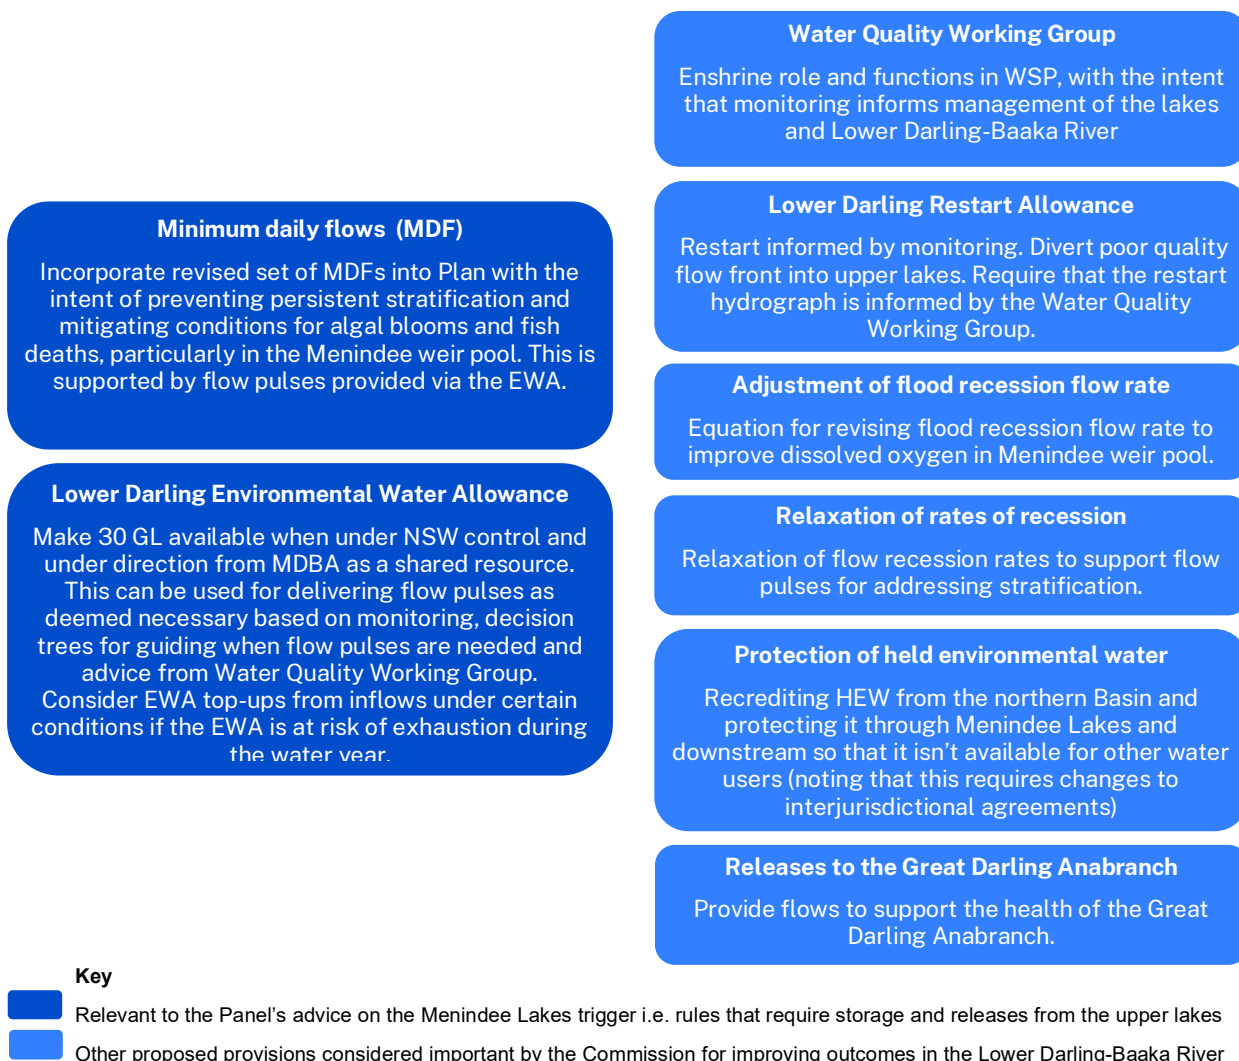 Minimum daily flows (MDF)
Incorporate revised set of MDFs into Plan with the
intent of preventing persistent stratification and
mitigating conditions for algal blooms and fish
deaths, particularly in the Menindee weir pool. This is
supported by flow pulses provided via the EWA.
Lower Darling Environmental Water Allowance
Make 30 GL available when under NSW control and
under direction from MDBA as a shared resource.
This can be used for delivering flow pulses as
deemed necessary based on monitoring, decision
trees for guiding when flow pulses are needed and
advice from Water Quality Working Group.
Consider EWA top-ups from inflows under certain
conditions if the EWA is at risk of exhaustion during
the water year.
Water Quality Working Group
Enshrine role and functions in WSP, with the intent
that monitoring informs management of the lakes
and Lower Darling-Baaka River
Lower Darling Restart Allowance
Restart informed by monitoring. Divert poor quality
flow front into upper lakes. Require that the restart
hydrograph is informed by the Water Quality
Working Group.
Adjustment of flood recession flow rate
Equation for revising flood recession flow rate to
improve dissolved oxygen in Menindee weir pool.
Relaxation of rates of recession
Relaxation of flow recession rates to support flow
pulses for addressing stratification.
Protection of held environmental water
Recrediting HEW from the northern Basin and
protecting it through Menindee Lakes and
downstream so that it isn't available for other water
users (noting that this requires changes to
interjurisdictional agreements)
Releases to the Great Darling Anabranch
Provide flows to support the health of the Great
Darling Anabranch.
Key
Relevant to the Panel's advice on the Menindee Lakes trigger i.e. rules that require storage and releases from the upper lakes
Other proposed provisions considered important by the Commission for improving outcomes in the Lower Darling-Baaka River